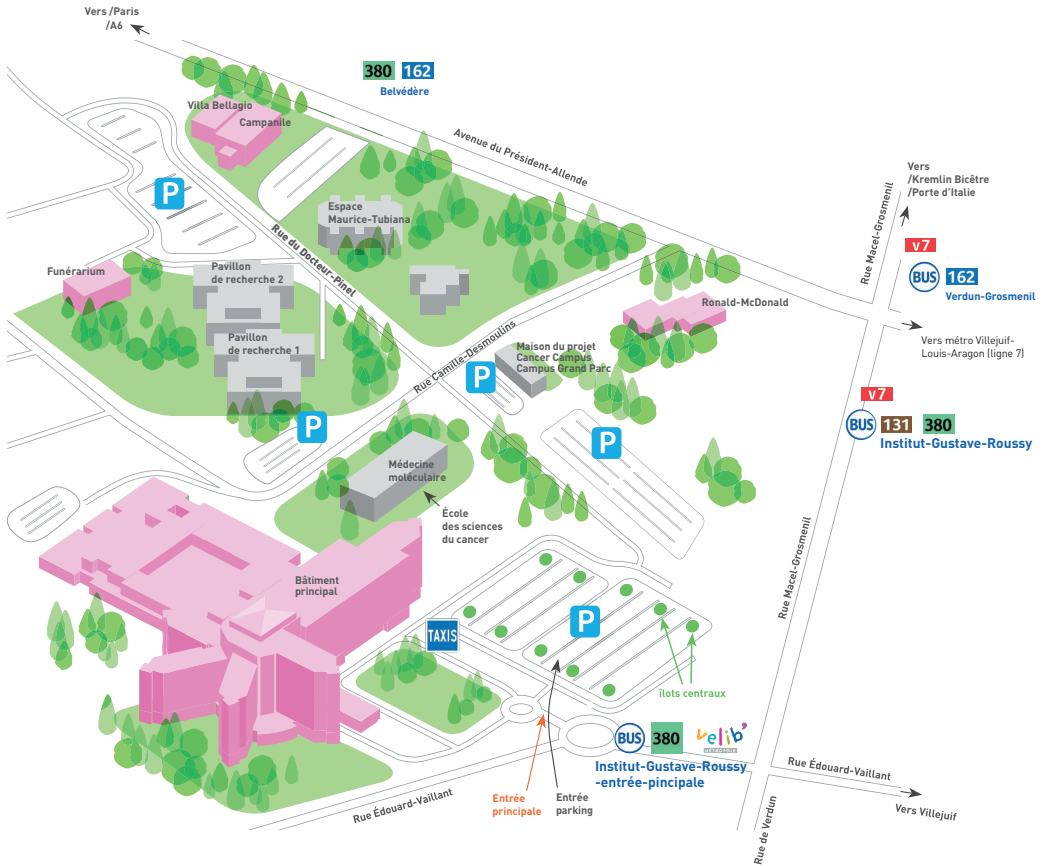 Vers /Paris
/A6
380 162
Belvédère
Villa Bellagio
Campanile
Avenue du Président-Allende
Vers
/Kremlin Bicêtre
/Porte d'Italie
P
Espace
Maurice-Tubiana
Rue du Docteur-Pinel
Rue Macel-Grosmenil
v7
BUS 162
Verdun-Grosmenil
Funérarium
Pavillon
de recherche 2
Ronald-McDonald
Vers métro Villejuif-
Louis-Aragon (ligne 7)
Pavillon
de recherche 1
Rue Camille-Desmoulins
Maison du projet
Cancer Campus
Campus Grand Parc
P
v7
BUS 131 380
Institut-Gustave-Roussy
P
P
Médecine
moléculaire
École
des sciences
du cancer
Rue Macel-Grosmenil
Bâtiment
principal
TAXIS
P
îlots centraux
BUS 380 velib'
MÉTROPOLE
Institut-Gustave-Roussy
-entrée-pincipale
Rue Édouard-Vaillant
Rue Édouard-Vaillant
Entrée
principale
Entrée
parking
Vers Villejuif
Rue de Verdun